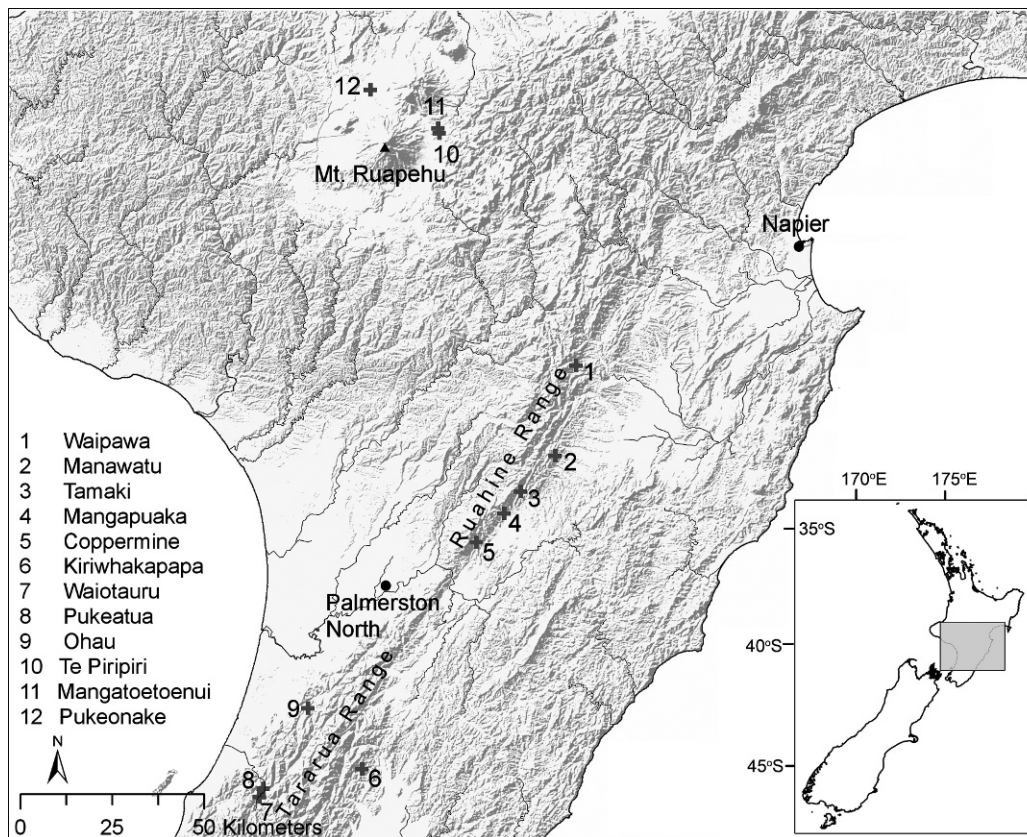 12
11
10
Mt. Ruapehu
Napier
1
Ruahine Range
2
3
4
5
Palmerston
North
9
Tararua Range
6
8
7
1 Waipawa
2 Manawatu
3 Tamaki
4 Mangapuaka
5 Coppermine
6 Kiriwhakapapa
7 Waiotauru
8 Pukeatua
9 Ohau
10 Te Piripiri
11 Mangatoetoenui
12 Pukeonake
N
0 25 50 Kilometers
170°E 175°E
35°S
40°S
45°S